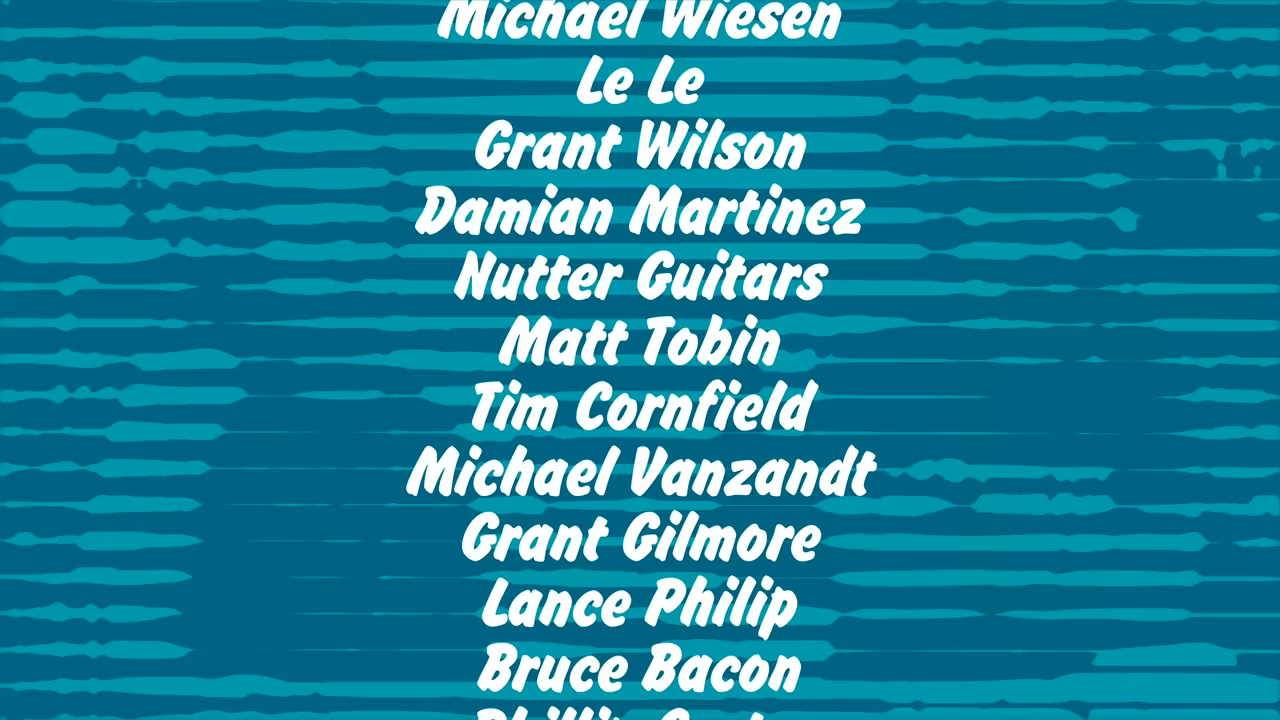 Michael Wiesen
Le Le
Grant Wilson
Damian Martinez
Nutter Guitars
Matt Tobin
Tim Cornfield
Michael Vanzandt
Grant Gilmore
Lance Philip
Bruce Bacon